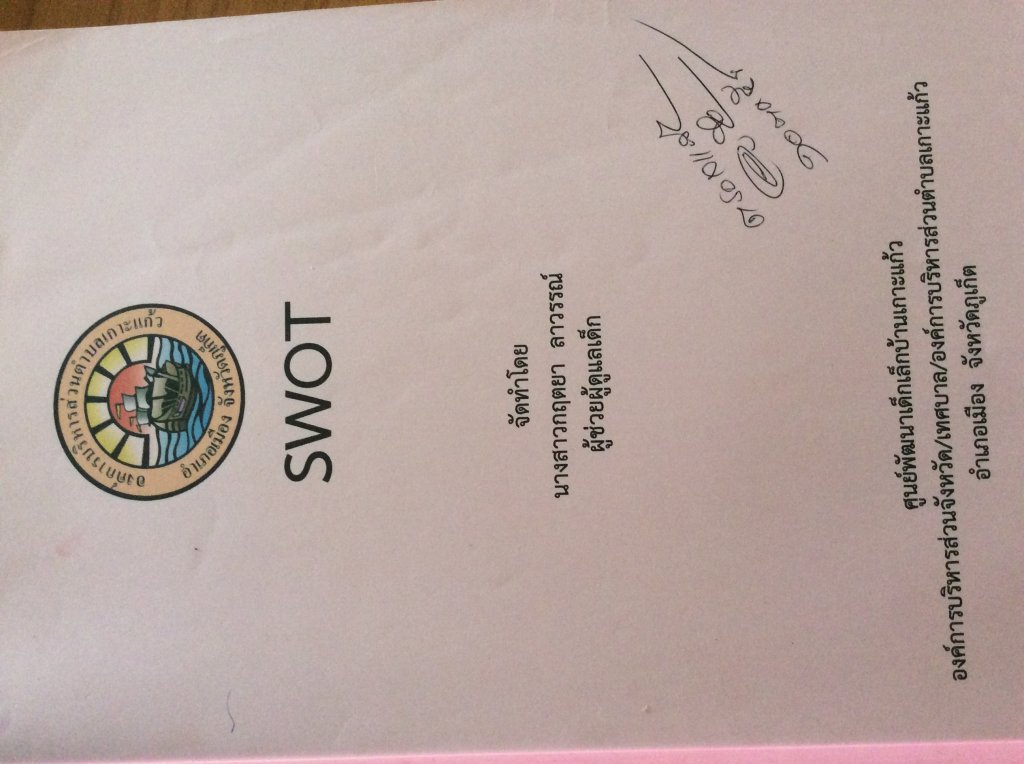 องค์การบริหารส่วนตำบลเกาะแก้ว
อำเภอเมือง จังหวัดภูเก็ต
SWOT
จัดทำโดย
นางสาวกฤตยา ลาวรรณ์
ผู้ช่วยผู้ดูแลเด็ก
ศูนย์พัฒนาเด็กเล็กบ้านเกาะแก้ว
องค์การบริหารส่วนจังหวัด/เทศบาล/องค์การบริหารส่วนตำบลเกาะแก้ว
อำเภอเมือง จังหวัดภูเก็ต